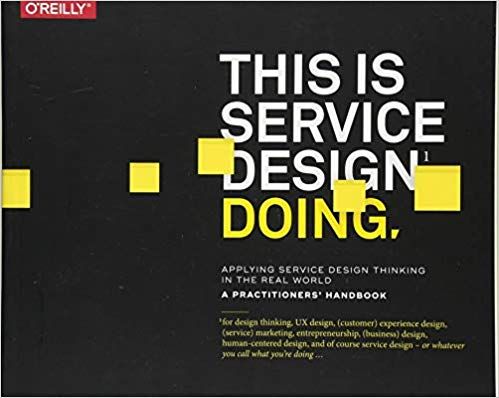 O'REILLY®
THIS IS
SERVICE
DESIGN¹
DOING.
APPLYING SERVICE DESIGN THINKING
IN THE REAL WORLD
A PRACTITIONERS' HANDBOOK
¹for design thinking, UX design, (customer) experience design,
(service) marketing, entrepreneurship, (business) design,
human-centered design, and of course service design – or whatever
you call what you're doing ...